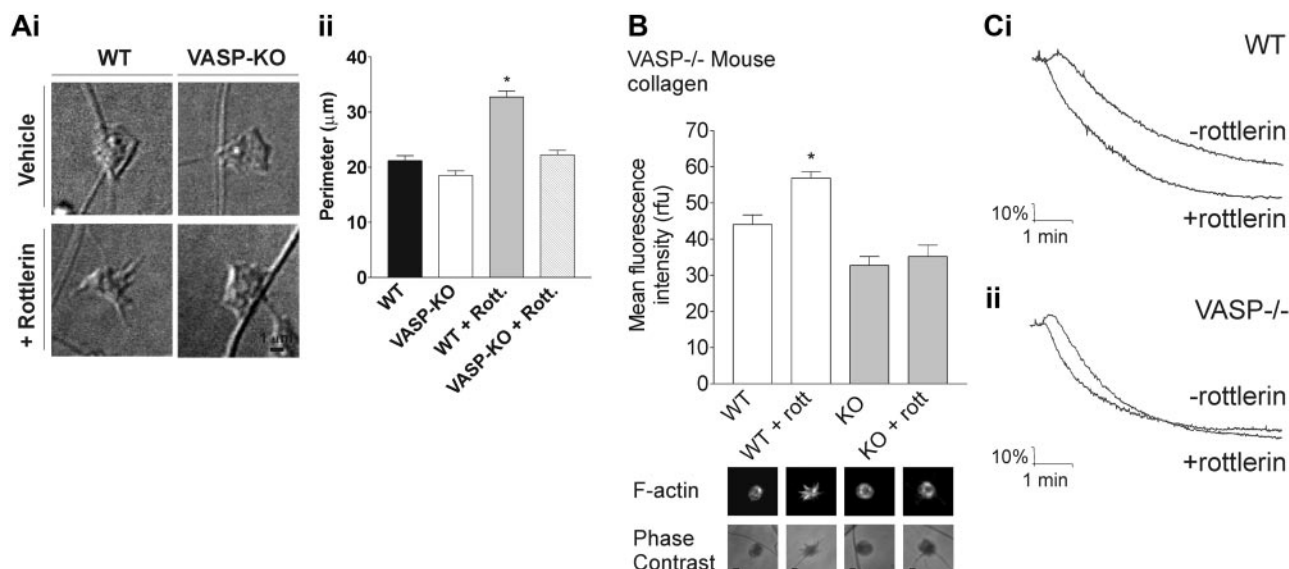 Ai
WT
VASP-KO
Vehicle
+ Rottlerin
1 μm
ii
Perimeter (μm)
40
30
20
10
0
*
WT
VASP-KO
WT + Rott.
VASP-KO + Rott.
B
VASP-/- Mouse
collagen
Mean fluorescence
intensity (rfu)
70
60
50
40
30
20
10
0
*
WT
WT + rott
KO
KO + rott
F-actin
Phase
Contrast
Ci
WT
-rottlerin
+rottlerin
10%
1 min
ii
VASP-/-
-rottlerin
+rottlerin
10%
1 min